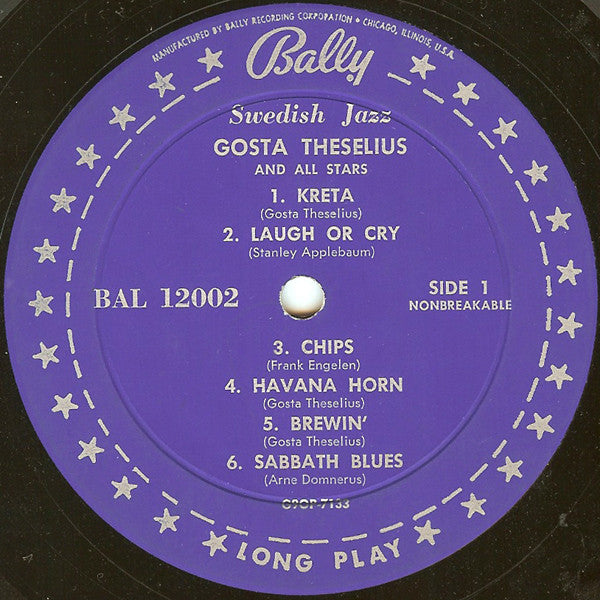 MANUFACTURED BY BALLY RECORDING CORPORATION • CHICAGO, ILLINOIS, U.S.A.
Bally
Swedish Jazz
GOSTA THESELIUS
AND ALL STARS
1. KRETA
(Gosta Theselius)
2. LAUGH OR CRY
(Stanley Applebaum)
BAL 12002
SIDE 1
NONBREAKABLE
3. CHIPS
(Frank Engelen)
4. HAVANA HORN
(Gosta Theselius)
5. BREWIN'
(Gosta Theselius)
6. SABBATH BLUES
(Arne Domnerus)
G9OP-7133
LONG PLAY